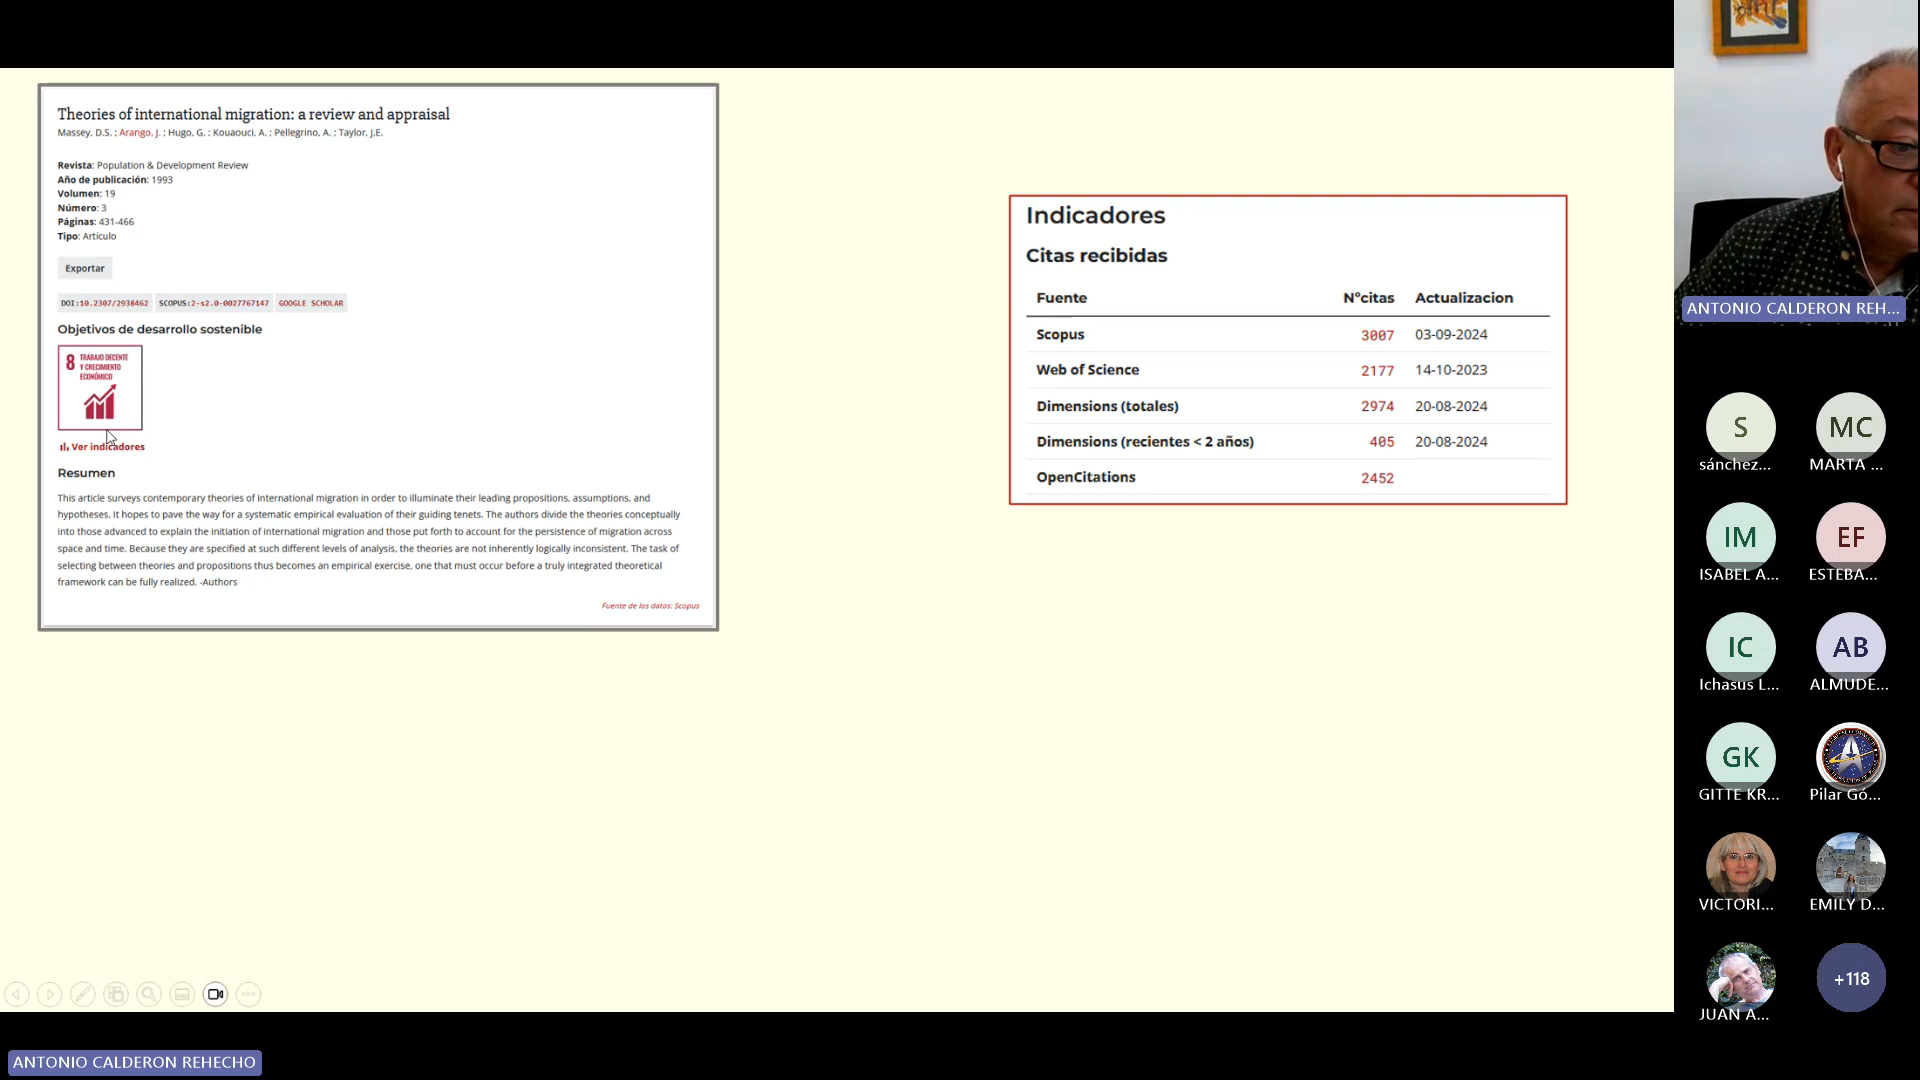 Theories of international migration: a review and appraisal
Massey, D.S. ; Arango, J. ; Hugo, G. ; Kouaouci, A. ; Pellegrino, A. ; Taylor, J.E.
Revista: Population & Development Review
Año de publicación: 1993
Volumen: 19
Número: 3
Páginas: 431-466
Tipo: Artículo
Exportar
DOI:10.2307/2938462 SCOPUS:2-s2.0-0027767147 GOOGLE SCHOLAR
Objetivos de desarrollo sostenible
8 TRABAJO DECENTE
Y CRECIMIENTO
ECONÓMICO
Ver indicadores
Resumen
This article surveys contemporary theories of international migration in order to illuminate their leading propositions, assumptions, and
hypotheses. It hopes to pave the way for a systematic empirical evaluation of their guiding tenets. The authors divide the theories conceptually
into those advanced to explain the initiation of international migration and those put forth to account for the persistence of migration across
space and time. Because they are specified at such different levels of analysis, the theories are not inherently logically inconsistent. The task of
selecting between theories and propositions thus becomes an empirical exercise, one that must occur before a truly integrated theoretical
framework can be fully realized. -Authors
Fuente de los datos: Scopus
Indicadores
Citas recibidas
Fuente Nºcitas Actualizacion
Scopus 3007 03-09-2024
Web of Science 2177 14-10-2023
Dimensions (totales) 2974 20-08-2024
Dimensions (recientes < 2 años) 405 20-08-2024
OpenCitations 2452
ANTONIO CALDERON REH...
S MC
sánchez... MARTA ...
IM EF
ISABEL A... ESTEBA...
IC AB
Ichasus L... ALMUDE...
GK
GITTE KR... Pilar Gó...
VICTORI... EMILY D...
+118
JUAN A...
ANTONIO CALDERON REHECHO